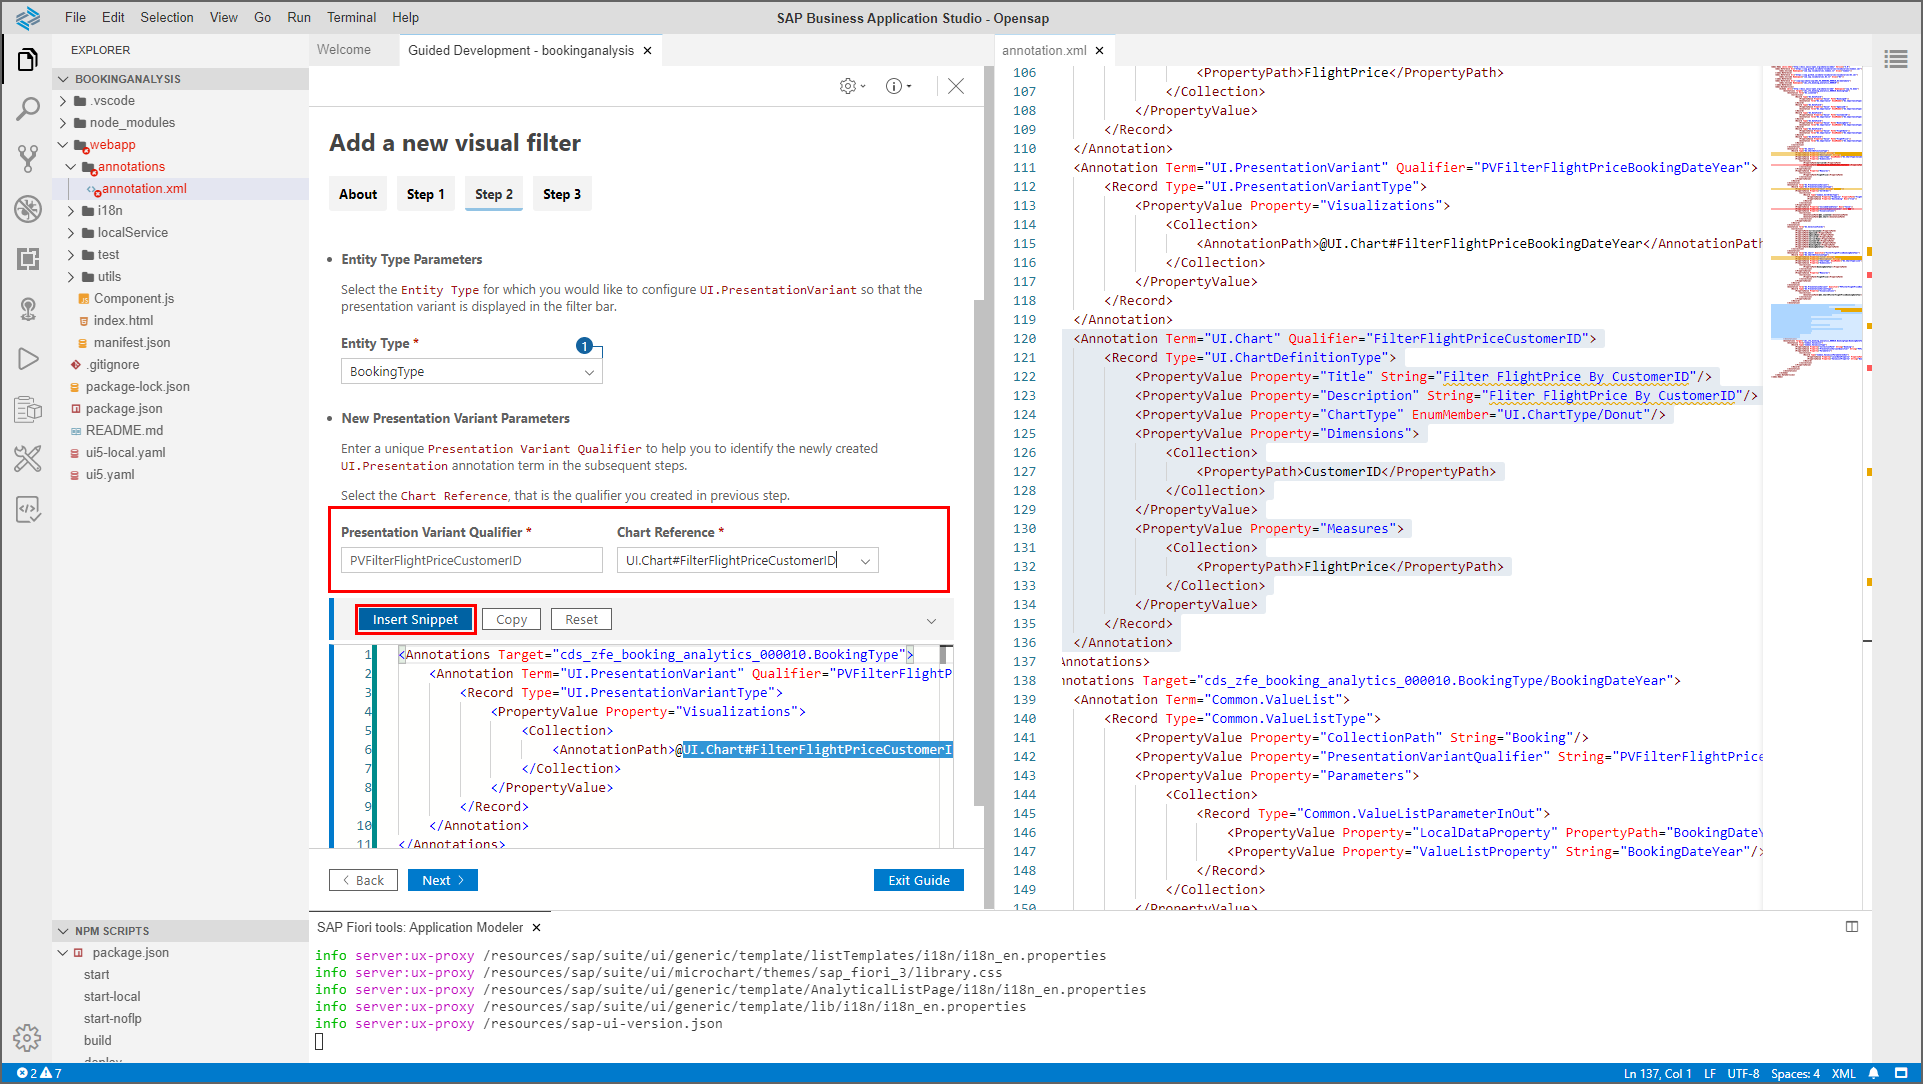 File Edit Selection View Go Run Terminal Help
SAP Business Application Studio - Opensap
EXPLORER
BOOKINGANALYSIS
.vscode
node_modules
webapp
annotations
annotation.xml
i18n
localService
test
utils
Component.js
index.html
manifest.json
.gitignore
package-lock.json
package.json
README.md
ui5-local.yaml
ui5.yaml
NPM SCRIPTS
package.json
start
start-local
start-noflp
build
deploy
Welcome
Guided Development - bookinganalysis
Add a new visual filter
About Step 1 Step 2 Step 3
• Entity Type Parameters
Select the Entity Type for which you would like to configure UI.PresentationVariant so that the
presentation variant is displayed in the filter bar.
Entity Type *
1
BookingType
• New Presentation Variant Parameters
Enter a unique Presentation Variant Qualifier to help you to identify the newly created
UI.Presentation annotation term in the subsequent steps.
Select the Chart Reference, that is the qualifier you created in previous step.
Presentation Variant Qualifier * Chart Reference *
PVFilterFlightPriceCustomerID UI.Chart#FilterFlightPriceCustomerID
Insert Snippet Copy Reset
1 <Annotations Target="cds_zfe_booking_analytics_000010.BookingType">
2 <Annotation Term="UI.PresentationVariant" Qualifier="PVFilterFlightP
3 <Record Type="UI.PresentationVariantType">
4 <PropertyValue Property="Visualizations">
5 <Collection>
6 <AnnotationPath>@UI.Chart#FilterFlightPriceCustomerI
7 </Collection>
8 </PropertyValue>
9 </Record>
10 </Annotation>
11 </Annotations>
< Back Next > Exit Guide
annotation.xml
106 <PropertyPath>FlightPrice</PropertyPath>
107 </Collection>
108 </PropertyValue>
109 </Record>
110 </Annotation>
111 <Annotation Term="UI.PresentationVariant" Qualifier="PVFilterFlightPriceBookingDateYear">
112 <Record Type="UI.PresentationVariantType">
113 <PropertyValue Property="Visualizations">
114 <Collection>
115 <AnnotationPath>@UI.Chart#FilterFlightPriceBookingDateYear</AnnotationPath
116 </Collection>
117 </PropertyValue>
118 </Record>
119 </Annotation>
120 <Annotation Term="UI.Chart" Qualifier="FilterFlightPriceCustomerID">
121 <Record Type="UI.ChartDefinitionType">
122 <PropertyValue Property="Title" String="Filter FlightPrice By CustomerID"/>
123 <PropertyValue Property="Description" String="Fliter FlightPrice By CustomerID"/>
124 <PropertyValue Property="ChartType" EnumMember="UI.ChartType/Donut"/>
125 <PropertyValue Property="Dimensions">
126 <Collection>
127 <PropertyPath>CustomerID</PropertyPath>
128 </Collection>
129 </PropertyValue>
130 <PropertyValue Property="Measures">
131 <Collection>
132 <PropertyPath>FlightPrice</PropertyPath>
133 </Collection>
134 </PropertyValue>
135 </Record>
136 </Annotation>
137 Annotations>
138 nnotations Target="cds_zfe_booking_analytics_000010.BookingType/BookingDateYear">
139 <Annotation Term="Common.ValueList">
140 <Record Type="Common.ValueListType">
141 <PropertyValue Property="CollectionPath" String="Booking"/>
142 <PropertyValue Property="PresentationVariantQualifier" String="PVFilterFlightPrice
143 <PropertyValue Property="Parameters">
144 <Collection>
145 <Record Type="Common.ValueListParameterInOut">
146 <PropertyValue Property="LocalDataProperty" PropertyPath="BookingDateY
147 <PropertyValue Property="ValueListProperty" String="BookingDateYear"/>
148 </Record>
149 </Collection>
150 </PropertyValue>
SAP Fiori tools: Application Modeler
info server:ux-proxy /resources/sap/suite/ui/generic/template/listTemplates/i18n/i18n_en.properties
info server:ux-proxy /resources/sap/suite/ui/microchart/themes/sap_fiori_3/library.css
info server:ux-proxy /resources/sap/suite/ui/generic/template/AnalyticalListPage/i18n/i18n_en.properties
info server:ux-proxy /resources/sap/suite/ui/generic/template/lib/i18n/i18n_en.properties
info server:ux-proxy /resources/sap-ui-version.json
2 7
Ln 137, Col 1 LF UTF-8 Spaces: 4 XML